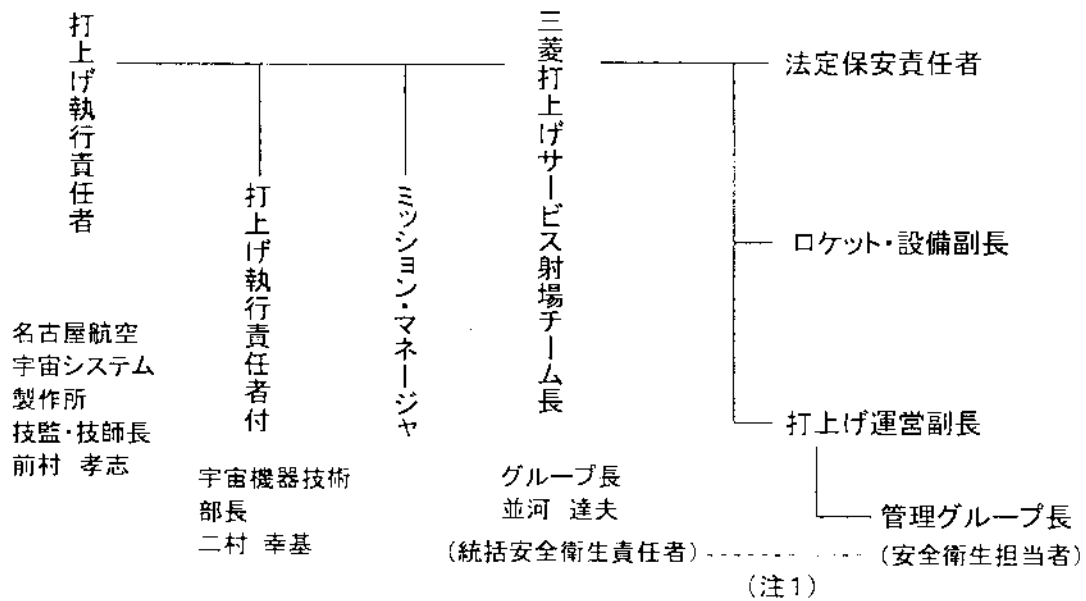 打上げ執行責任者
名古屋航空
宇宙システム
製作所
技監・技師長
前村 孝志
打上げ執行責任者付
宇宙機器技術
部長
二村 幸基
ミッション・マネージャ
三菱打上げサービス射場チーム長
グループ長
並河 達夫
(統括安全衛生責任者)
(注1)
法定保安責任者
ロケット・設備副長
打上げ運営副長
管理グループ長
(安全衛生担当者)